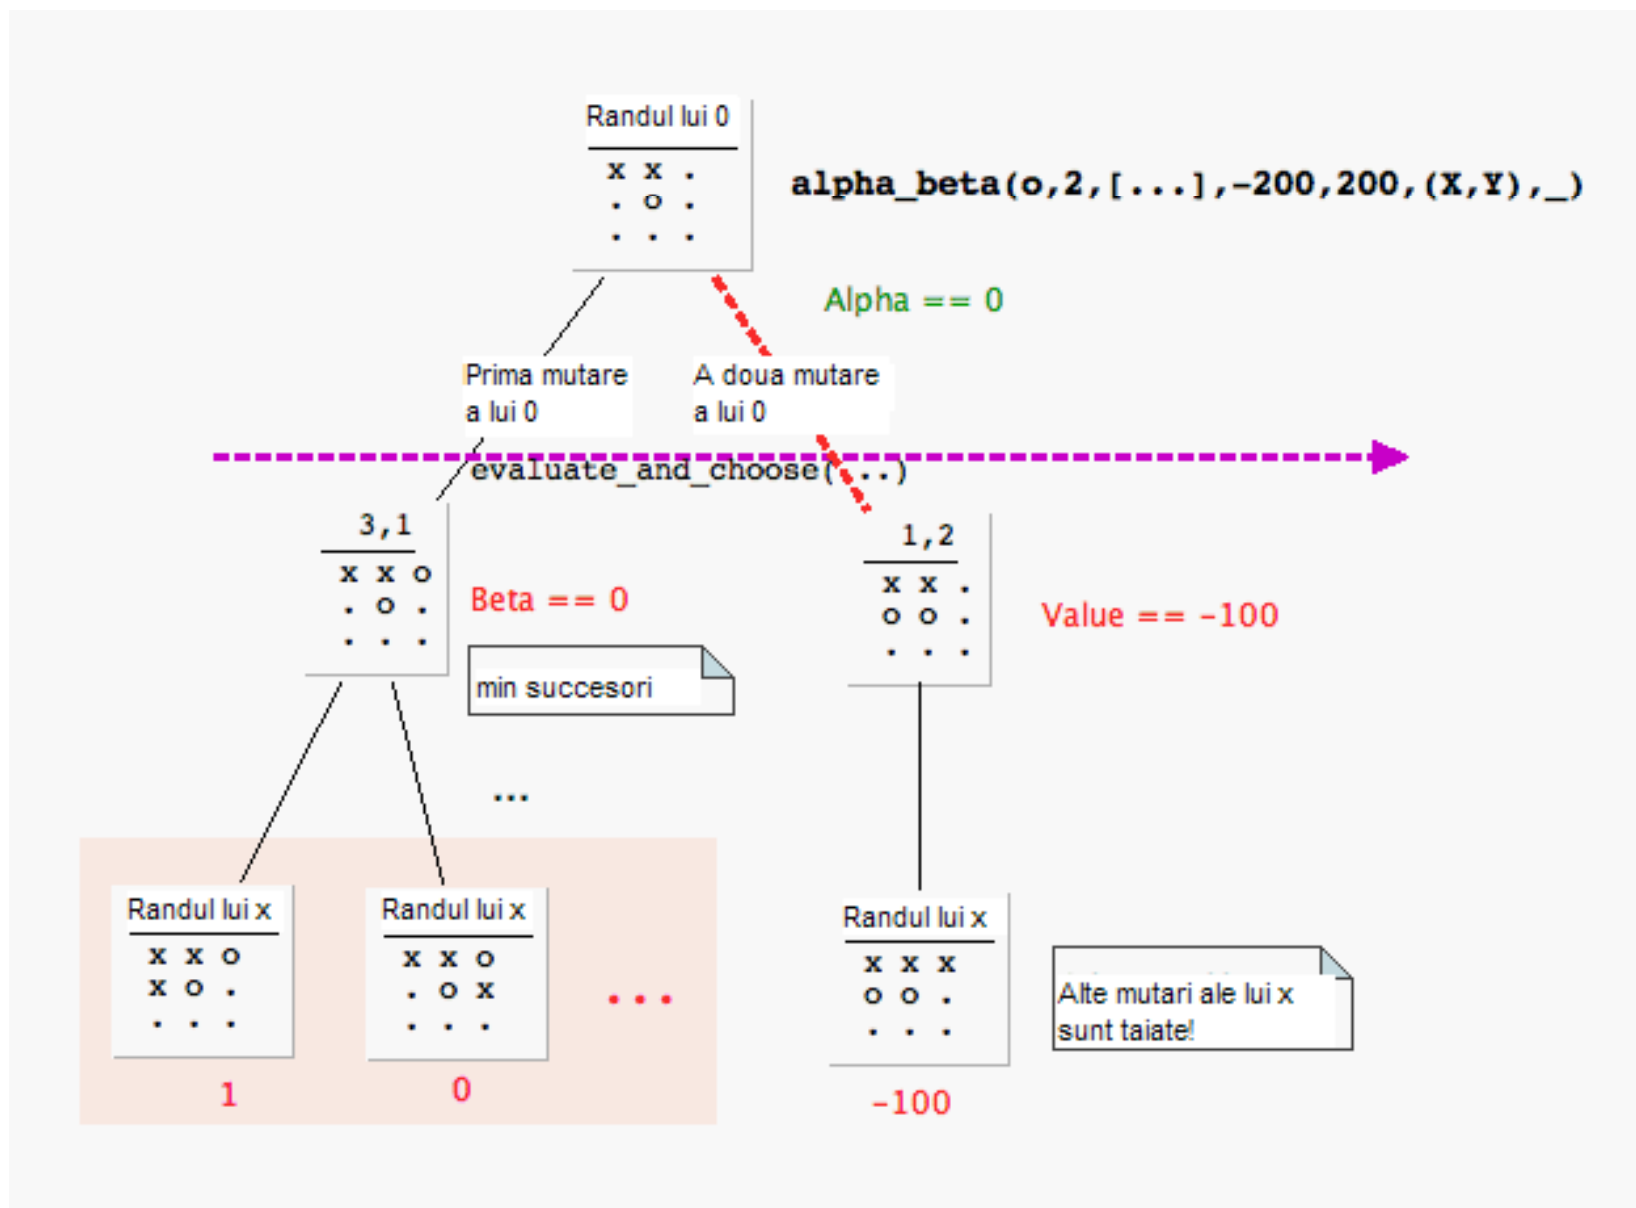 Randul lui 0
x x .
. o .
. . .
alpha_beta(o,2,[...],-200,200,(X,Y),_)
Alpha == 0
Prima mutare
a lui 0
A doua mutare
a lui 0
evaluate_and_choose(...)
3,1
x x o
. o .
. . .
Beta == 0
min succesori
1,2
x x .
o o .
. . .
Value == -100
...
Randul lui x
x x o
x o .
. . .
1
Randul lui x
x x o
. o x
. . .
0
...
Randul lui x
x x x
o o .
. . .
-100
Alte mutari ale lui x
sunt taiate!